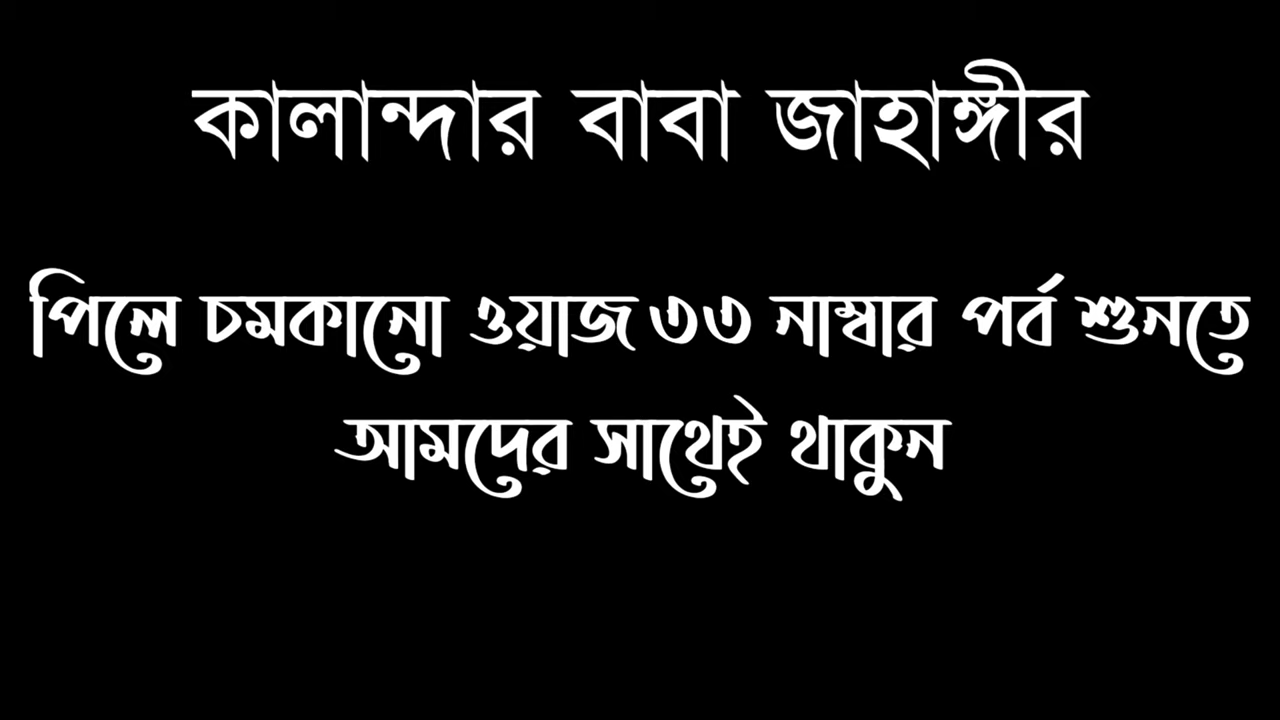 কালান্দার বাবা জাহাঙ্গীর
পিলে চমকানো ওয়াজ ৩৩ নাম্বার পর্ব শুনতে
আমদের সাথেই থাকুন